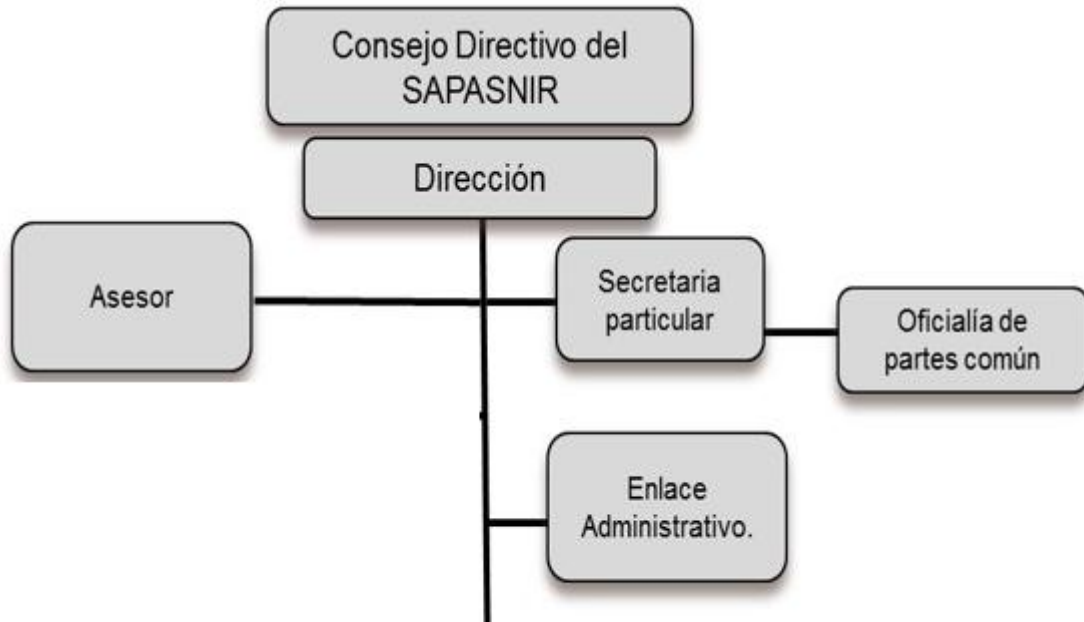 Consejo Directivo del
SAPASNIR
Dirección
Asesor
Secretaria
particular
Oficialía de
partes común
Enlace
Administrativo.